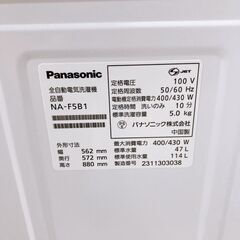 Panasonic
全自動電気洗濯機
品番
NA-F5B1
外形寸法
幅 562 mm
奥行 572 mm
高さ 880 mm
JET
定格電圧 100 V
定格周波数 50/60 Hz
電動機定格消費電力 400/430 W
定格時間 洗いのみ 10 分
標準洗濯容量 5.0 kg
パナソニック株式会社
中国製
最大消費電力 400/430 W
標準水量 47 L
標準使用水量 114 L
製造番号 2311303038